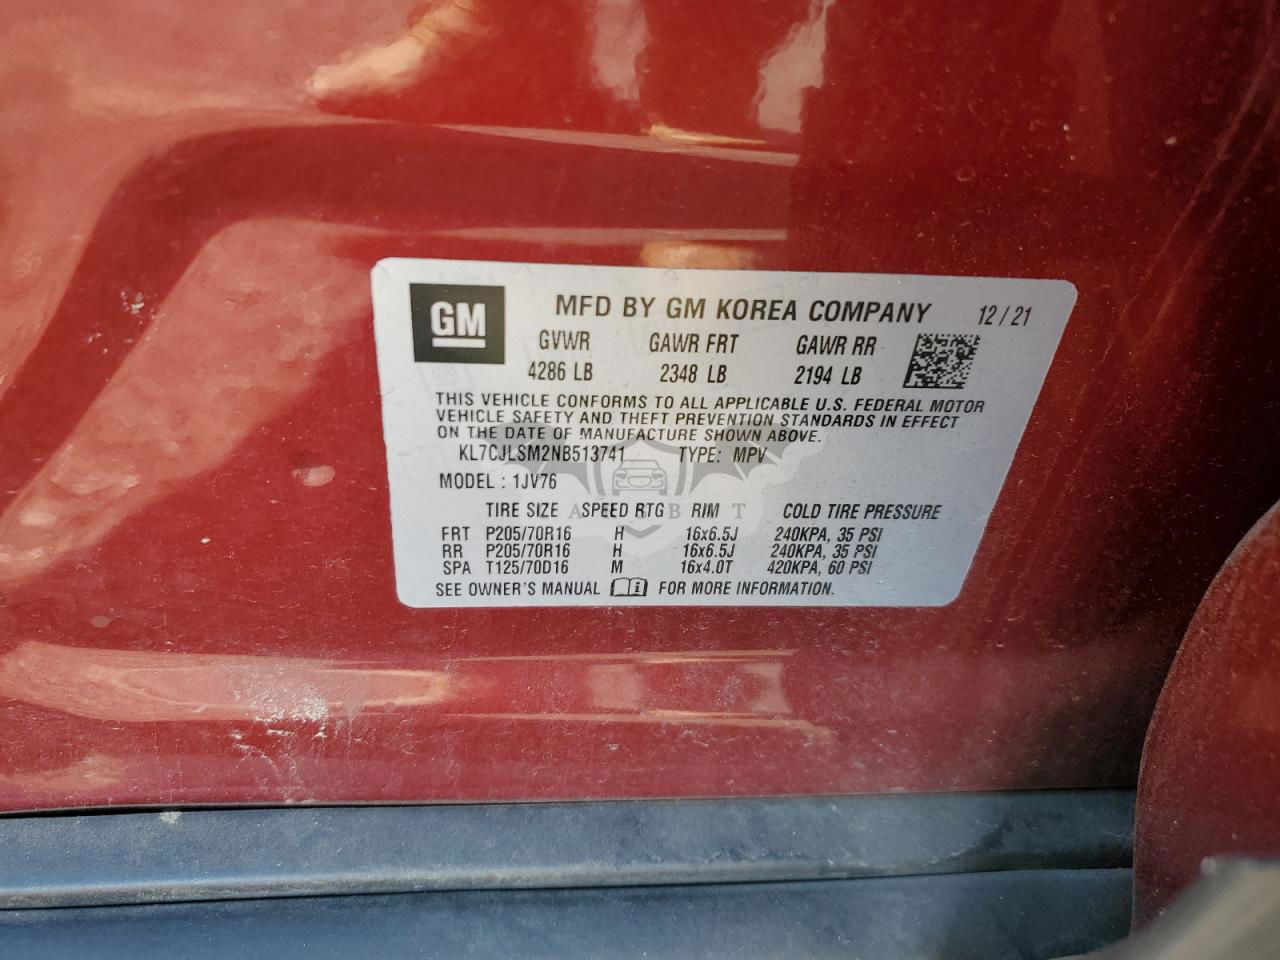 GM
MFD BY GM KOREA COMPANY 12/21
GVWR GAWR FRT GAWR RR
4286 LB 2348 LB 2194 LB
THIS VEHICLE CONFORMS TO ALL APPLICABLE U.S. FEDERAL MOTOR
VEHICLE SAFETY AND THEFT PREVENTION STANDARDS IN EFFECT
ON THE DATE OF MANUFACTURE SHOWN ABOVE.
KL7CJLSM2NB513741 TYPE: MPV
MODEL : 1JV76
TIRE SIZE SPEED RTG RIM COLD TIRE PRESSURE
FRT P205/70R16 H 16x6.5J 240KPA, 35 PSI
RR P205/70R16 H 16x6.5J 240KPA, 35 PSI
SPA T125/70D16 M 16x4.0T 420KPA, 60 PSI
SEE OWNER'S MANUAL FOR MORE INFORMATION.